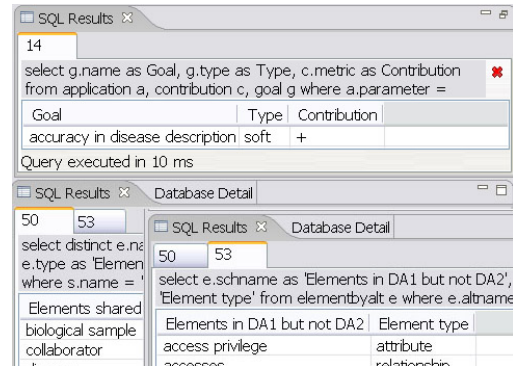 SQL Results
14
select g.name as Goal, g.type as Type, c.metric as Contribution
from application a, contribution c, goal g where a.parameter =
Goal Type Contribution
accuracy in disease description soft +
Query executed in 10 ms
SQL Results Database Detail
50 53
select distinct e.na
e.type as 'Elemen
where s.name = '
Elements shared
biological sample
collaborator
SQL Results Database Detail
50 53
select e.schname as 'Elements in DA1 but not DA2',
'Element type' from elementbyalt e where e.altname
Elements in DA1 but not DA2 Element type
access privilege attribute
accesses relationship